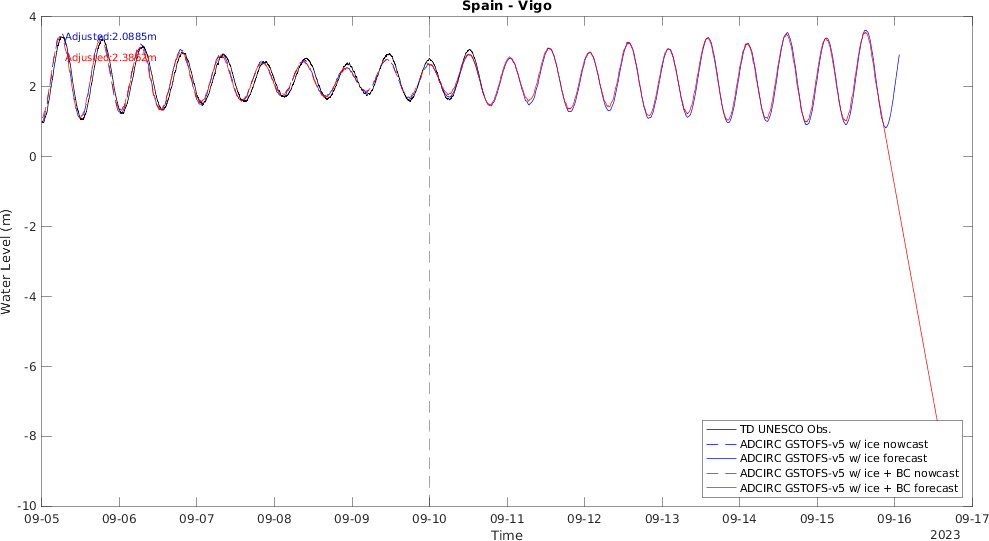 Spain - Vigo
4
2
0
-2
-4
-6
-8
-10
Water Level (m)
Adjusted:2.0885m
Adjusted:2.3862m
TD UNESCO Obs.
ADCIRC GSTOFS-v5 w/ ice nowcast
ADCIRC GSTOFS-v5 w/ ice forecast
ADCIRC GSTOFS-v5 w/ ice + BC nowcast
ADCIRC GSTOFS-v5 w/ ice + BC forecast
09-05 09-06 09-07 09-08 09-09 09-10 09-11 09-12 09-13 09-14 09-15 09-16 09-17
Time
2023